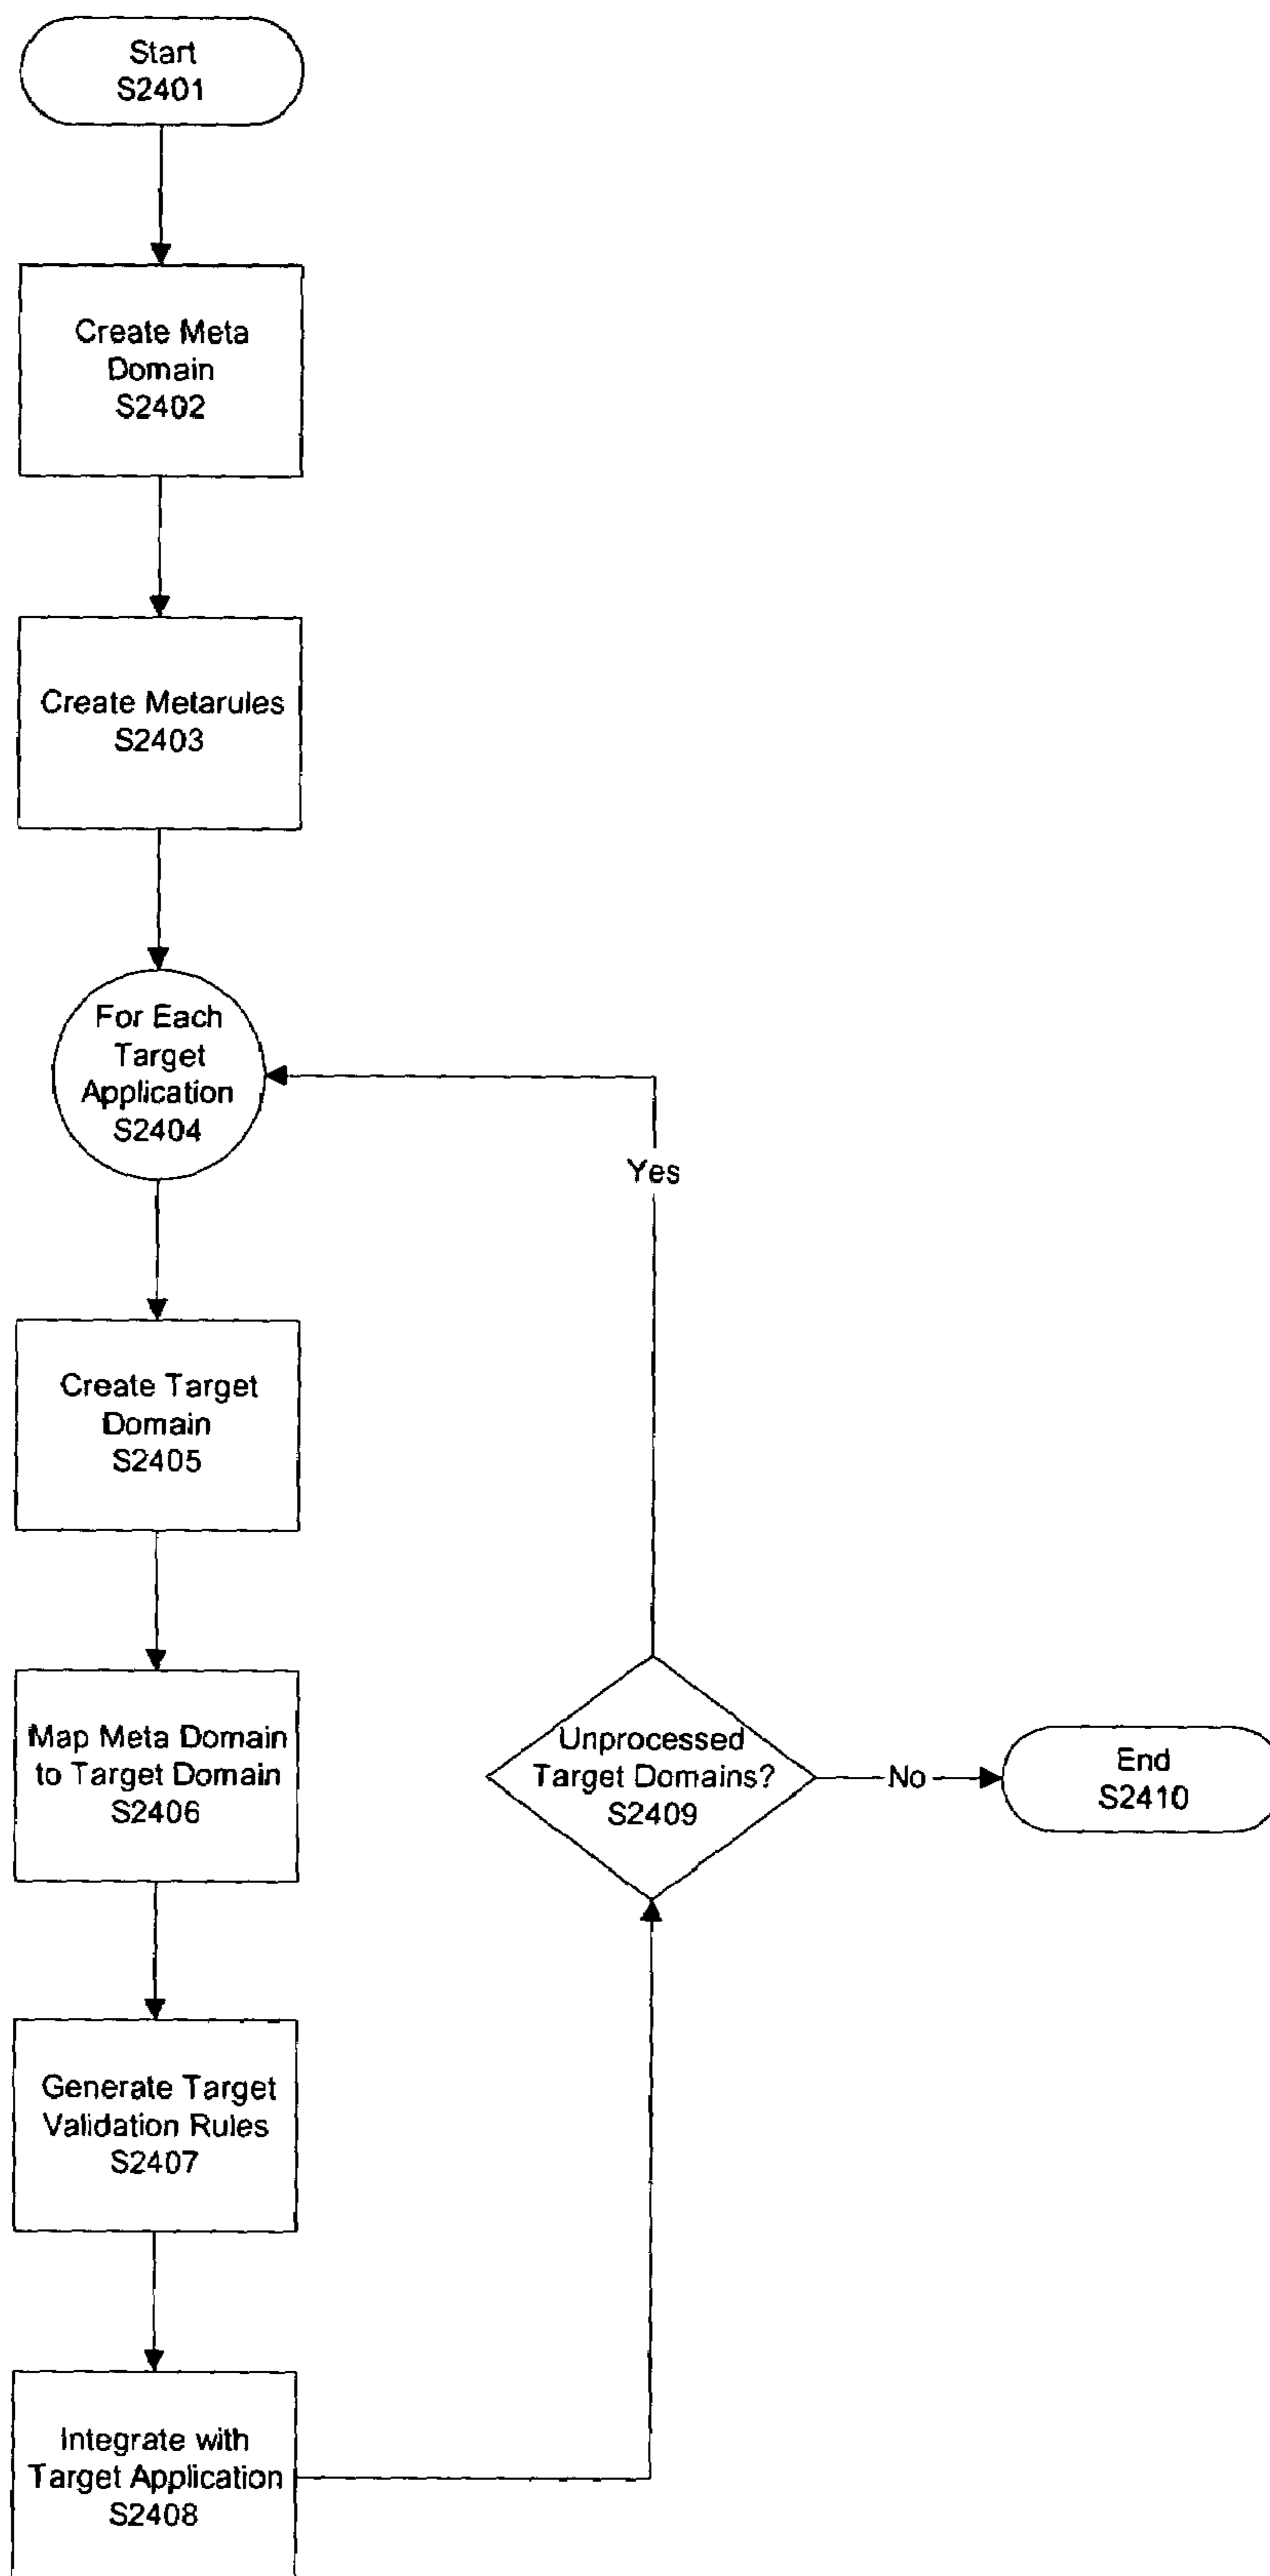 Start
S2401
Create Meta
Domain
S2402
Create Metarules
S2403
For Each
Target
Application
S2404
Yes
Create Target
Domain
S2405
Map Meta Domain
to Target Domain
S2406
Unprocessed
Target Domains?
S2409
No
End
S2410
Generate Target
Validation Rules
S2407
Integrate with
Target Application
S2408